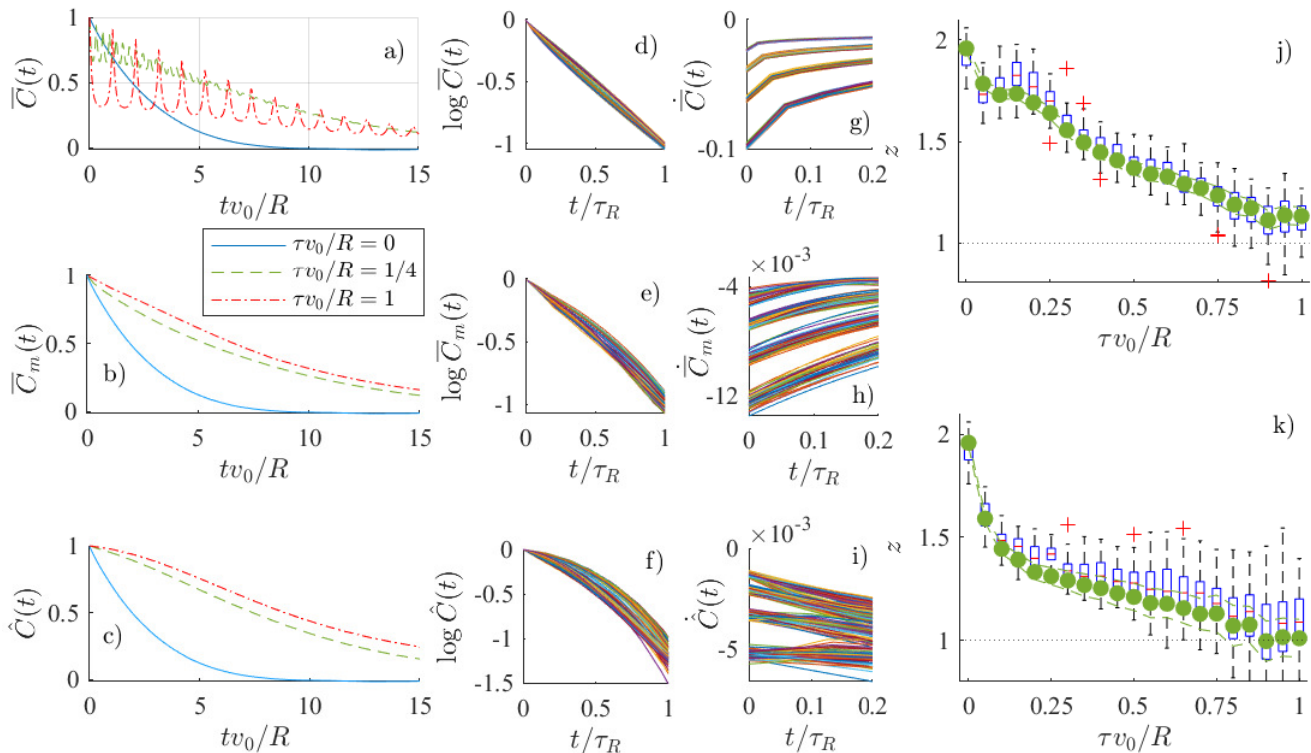 1
0.5
0
C̅(t)
a)
0
5
10
15
tv₀/R
τv₀/R = 0
τv₀/R = 1/4
τv₀/R = 1
1
0.5
0
C̅ₘ(t)
b)
0
5
10
15
tv₀/R
1
0.5
0
Ĉ(t)
c)
0
5
10
15
tv₀/R
0
-0.5
-1
log C̅(t)
d)
0
0.5
1
t/τ_R
0
-0.5
-1
log C̅ₘ(t)
e)
0
0.5
1
t/τ_R
0
-0.5
-1
-1.5
log Ĉ(t)
f)
0
0.5
1
t/τ_R
0
-0.1
Ċ̅(t)
g)
0
0.1
0.2
t/τ_R
×10⁻³
-4
-12
Ċ̅ₘ(t)
h)
0
0.1
0.2
t/τ_R
×10⁻³
0
-5
Ċ̂(t)
i)
0
0.1
0.2
t/τ_R
2
1.5
1
z
j)
0
0.25
0.5
0.75
1
τv₀/R
2
1.5
1
z
k)
0
0.25
0.5
0.75
1
τv₀/R